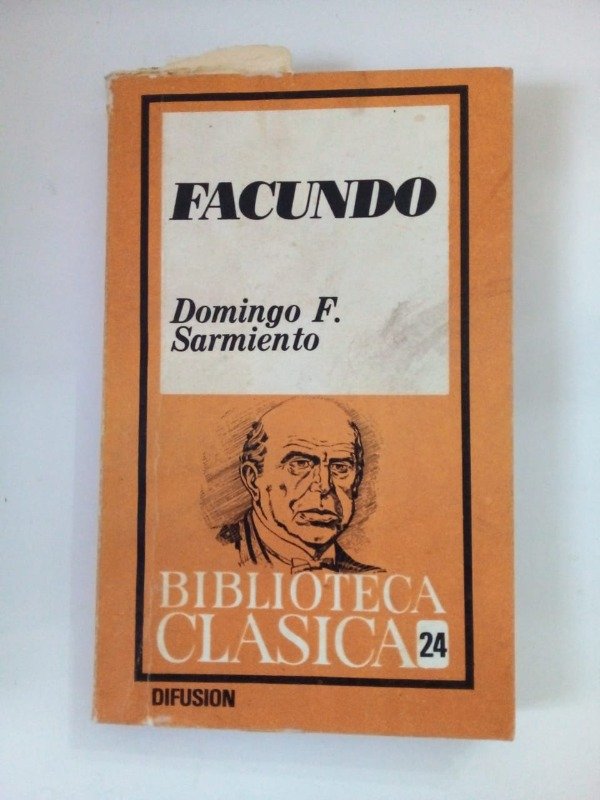 FACUNDO
Domingo F.
Sarmiento
BIBLIOTECA
CLASICA 24
DIFUSION